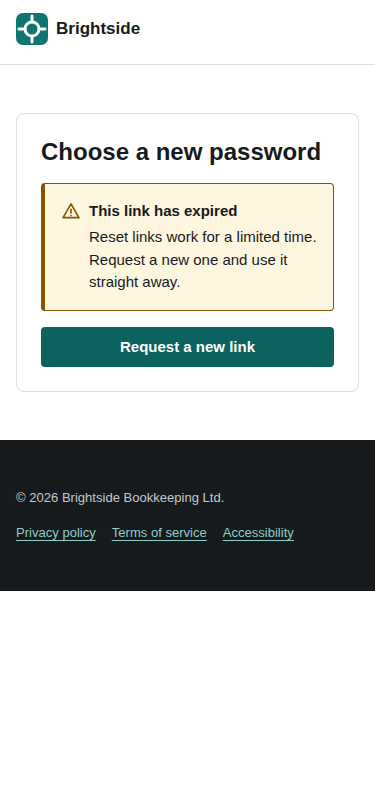 Brightside
Choose a new password
This link has expired
Reset links work for a limited time.
Request a new one and use it
straight away.
Request a new link
© 2026 Brightside Bookkeeping Ltd.
Privacy policy Terms of service Accessibility